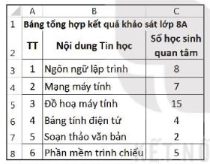 A B C
1 Bảng tổng hợp kết quả khảo sát lớp 8A
2 TT Nội dung Tin học Số học sinh quan tâm
3 1 Ngôn ngữ lập trình 8
4 2 Mạng máy tính 7
5 3 Đồ hoạ máy tính 15
6 4 Bảng tính điện tử 4
7 5 Soạn thảo văn bản 2
8 6 Phần mềm trình chiếu 5